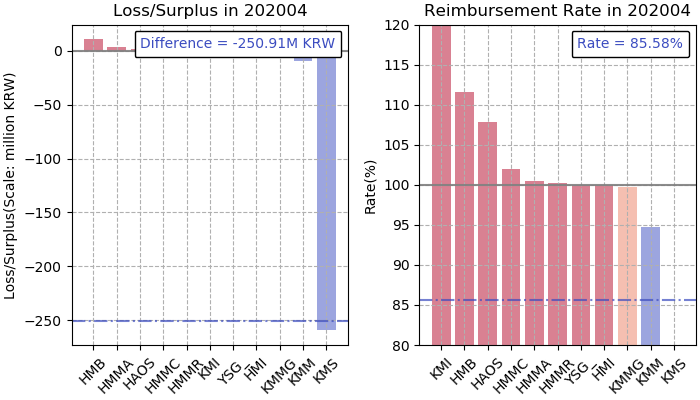 Loss/Surplus in 202004
Difference = -250.91M KRW
Loss/Surplus(Scale: million KRW)
0
−50
−100
−150
−200
−250
HMB
HMMA
HAOS
HMMC
HMMR
KMI
YSG
HMI
KMMG
KMM
KMS
Reimbursement Rate in 202004
Rate = 85.58%
Rate(%)
120
115
110
105
100
95
90
85
80
KMI
HMB
HAOS
HMMC
HMMA
HMMR
YSG
HMI
KMMG
KMM
KMS